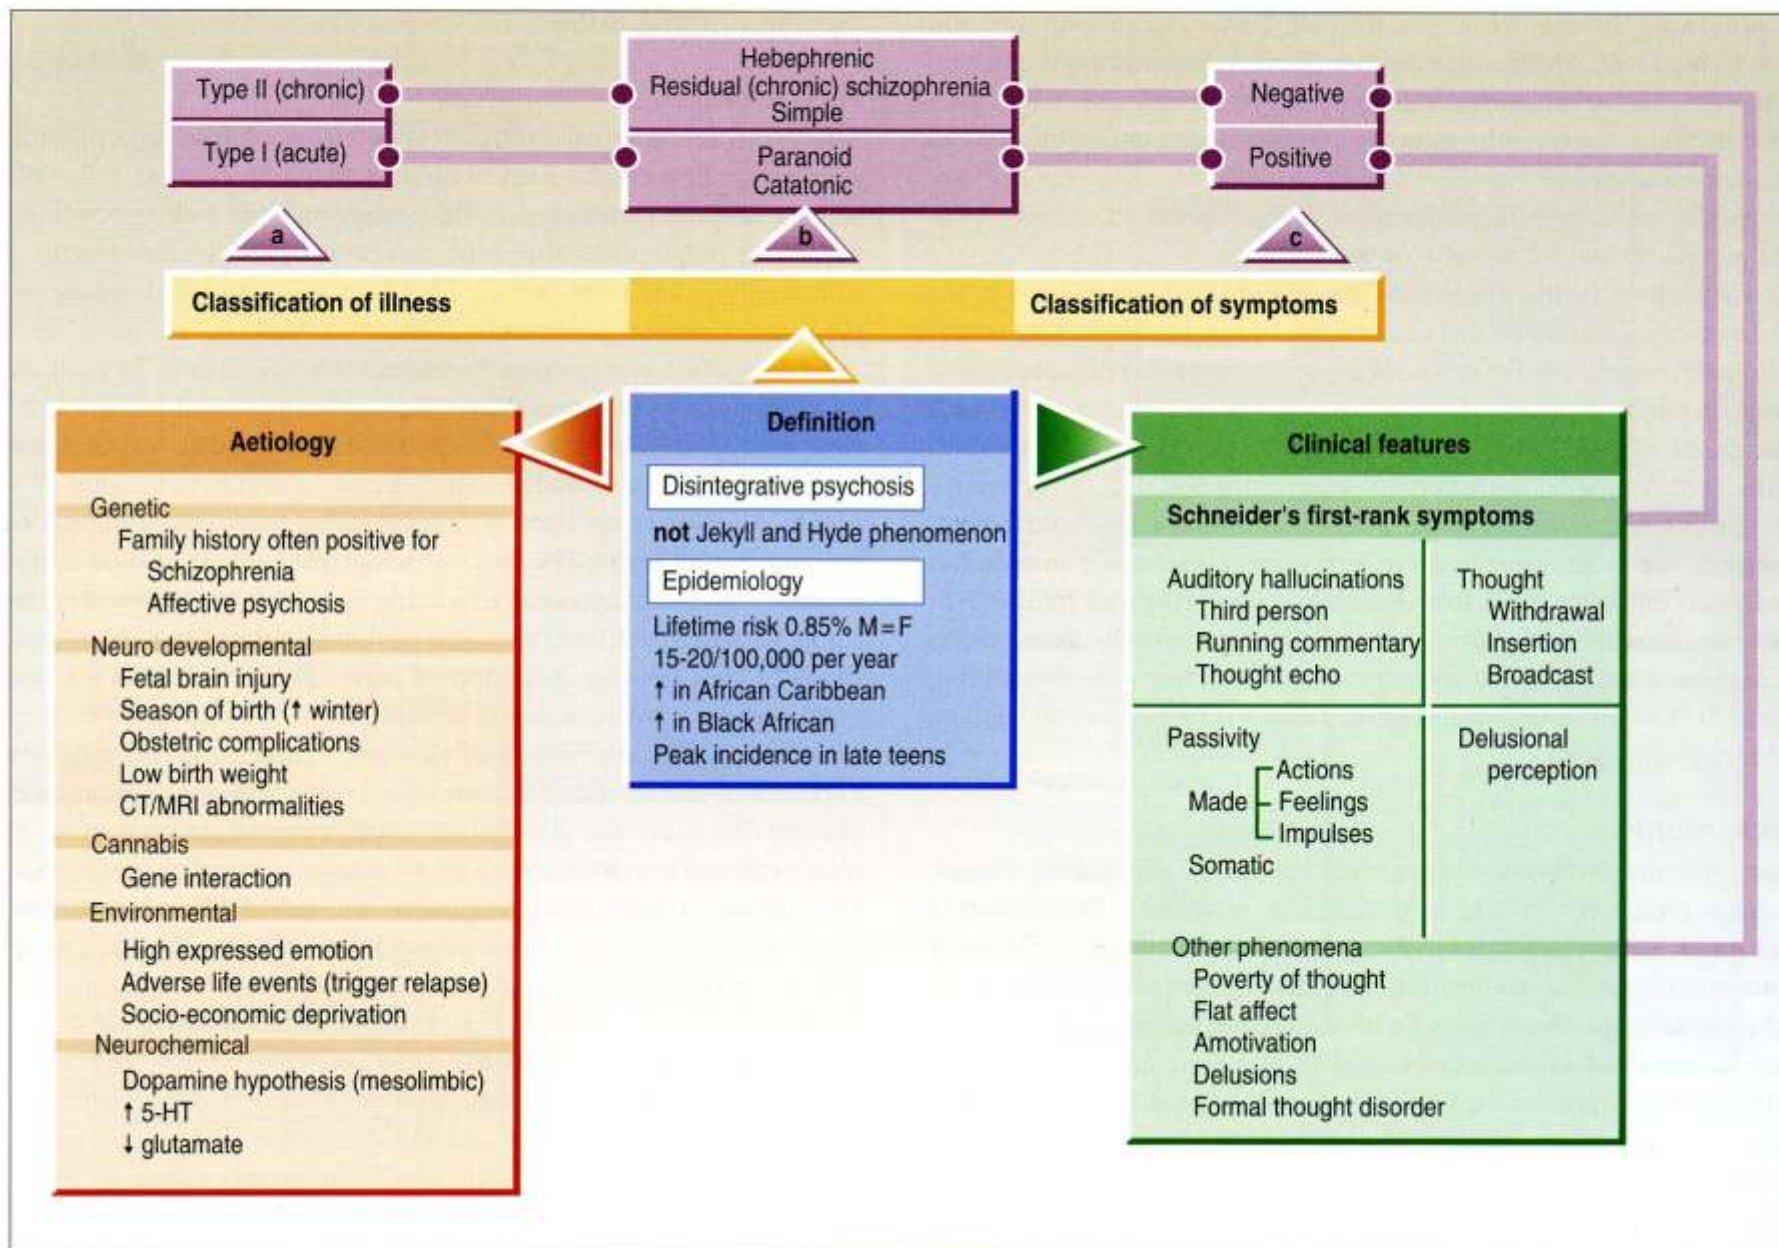 Type II (chronic)
Type I (acute)
Hebephrenic
Residual (chronic) schizophrenia
Simple
Paranoid
Catatonic
Negative
Positive
a
b
c
Classification of illness
Classification of symptoms
Aetiology
Genetic
Family history often positive for
Schizophrenia
Affective psychosis
Neuro developmental
Fetal brain injury
Season of birth (↑ winter)
Obstetric complications
Low birth weight
CT/MRI abnormalities
Cannabis
Gene interaction
Environmental
High expressed emotion
Adverse life events (trigger relapse)
Socio-economic deprivation
Neurochemical
Dopamine hypothesis (mesolimbic)
↑ 5-HT
↓ glutamate
Definition
Disintegrative psychosis
not Jekyll and Hyde phenomenon
Epidemiology
Lifetime risk 0.85% M=F
15-20/100,000 per year
↑ in African Caribbean
↑ in Black African
Peak incidence in late teens
Clinical features
Schneider's first-rank symptoms
Auditory hallucinations
Third person
Running commentary
Thought echo
Thought
Withdrawal
Insertion
Broadcast
Passivity
Made
Actions
Feelings
Impulses
Somatic
Delusional
perception
Other phenomena
Poverty of thought
Flat affect
Amotivation
Delusions
Formal thought disorder